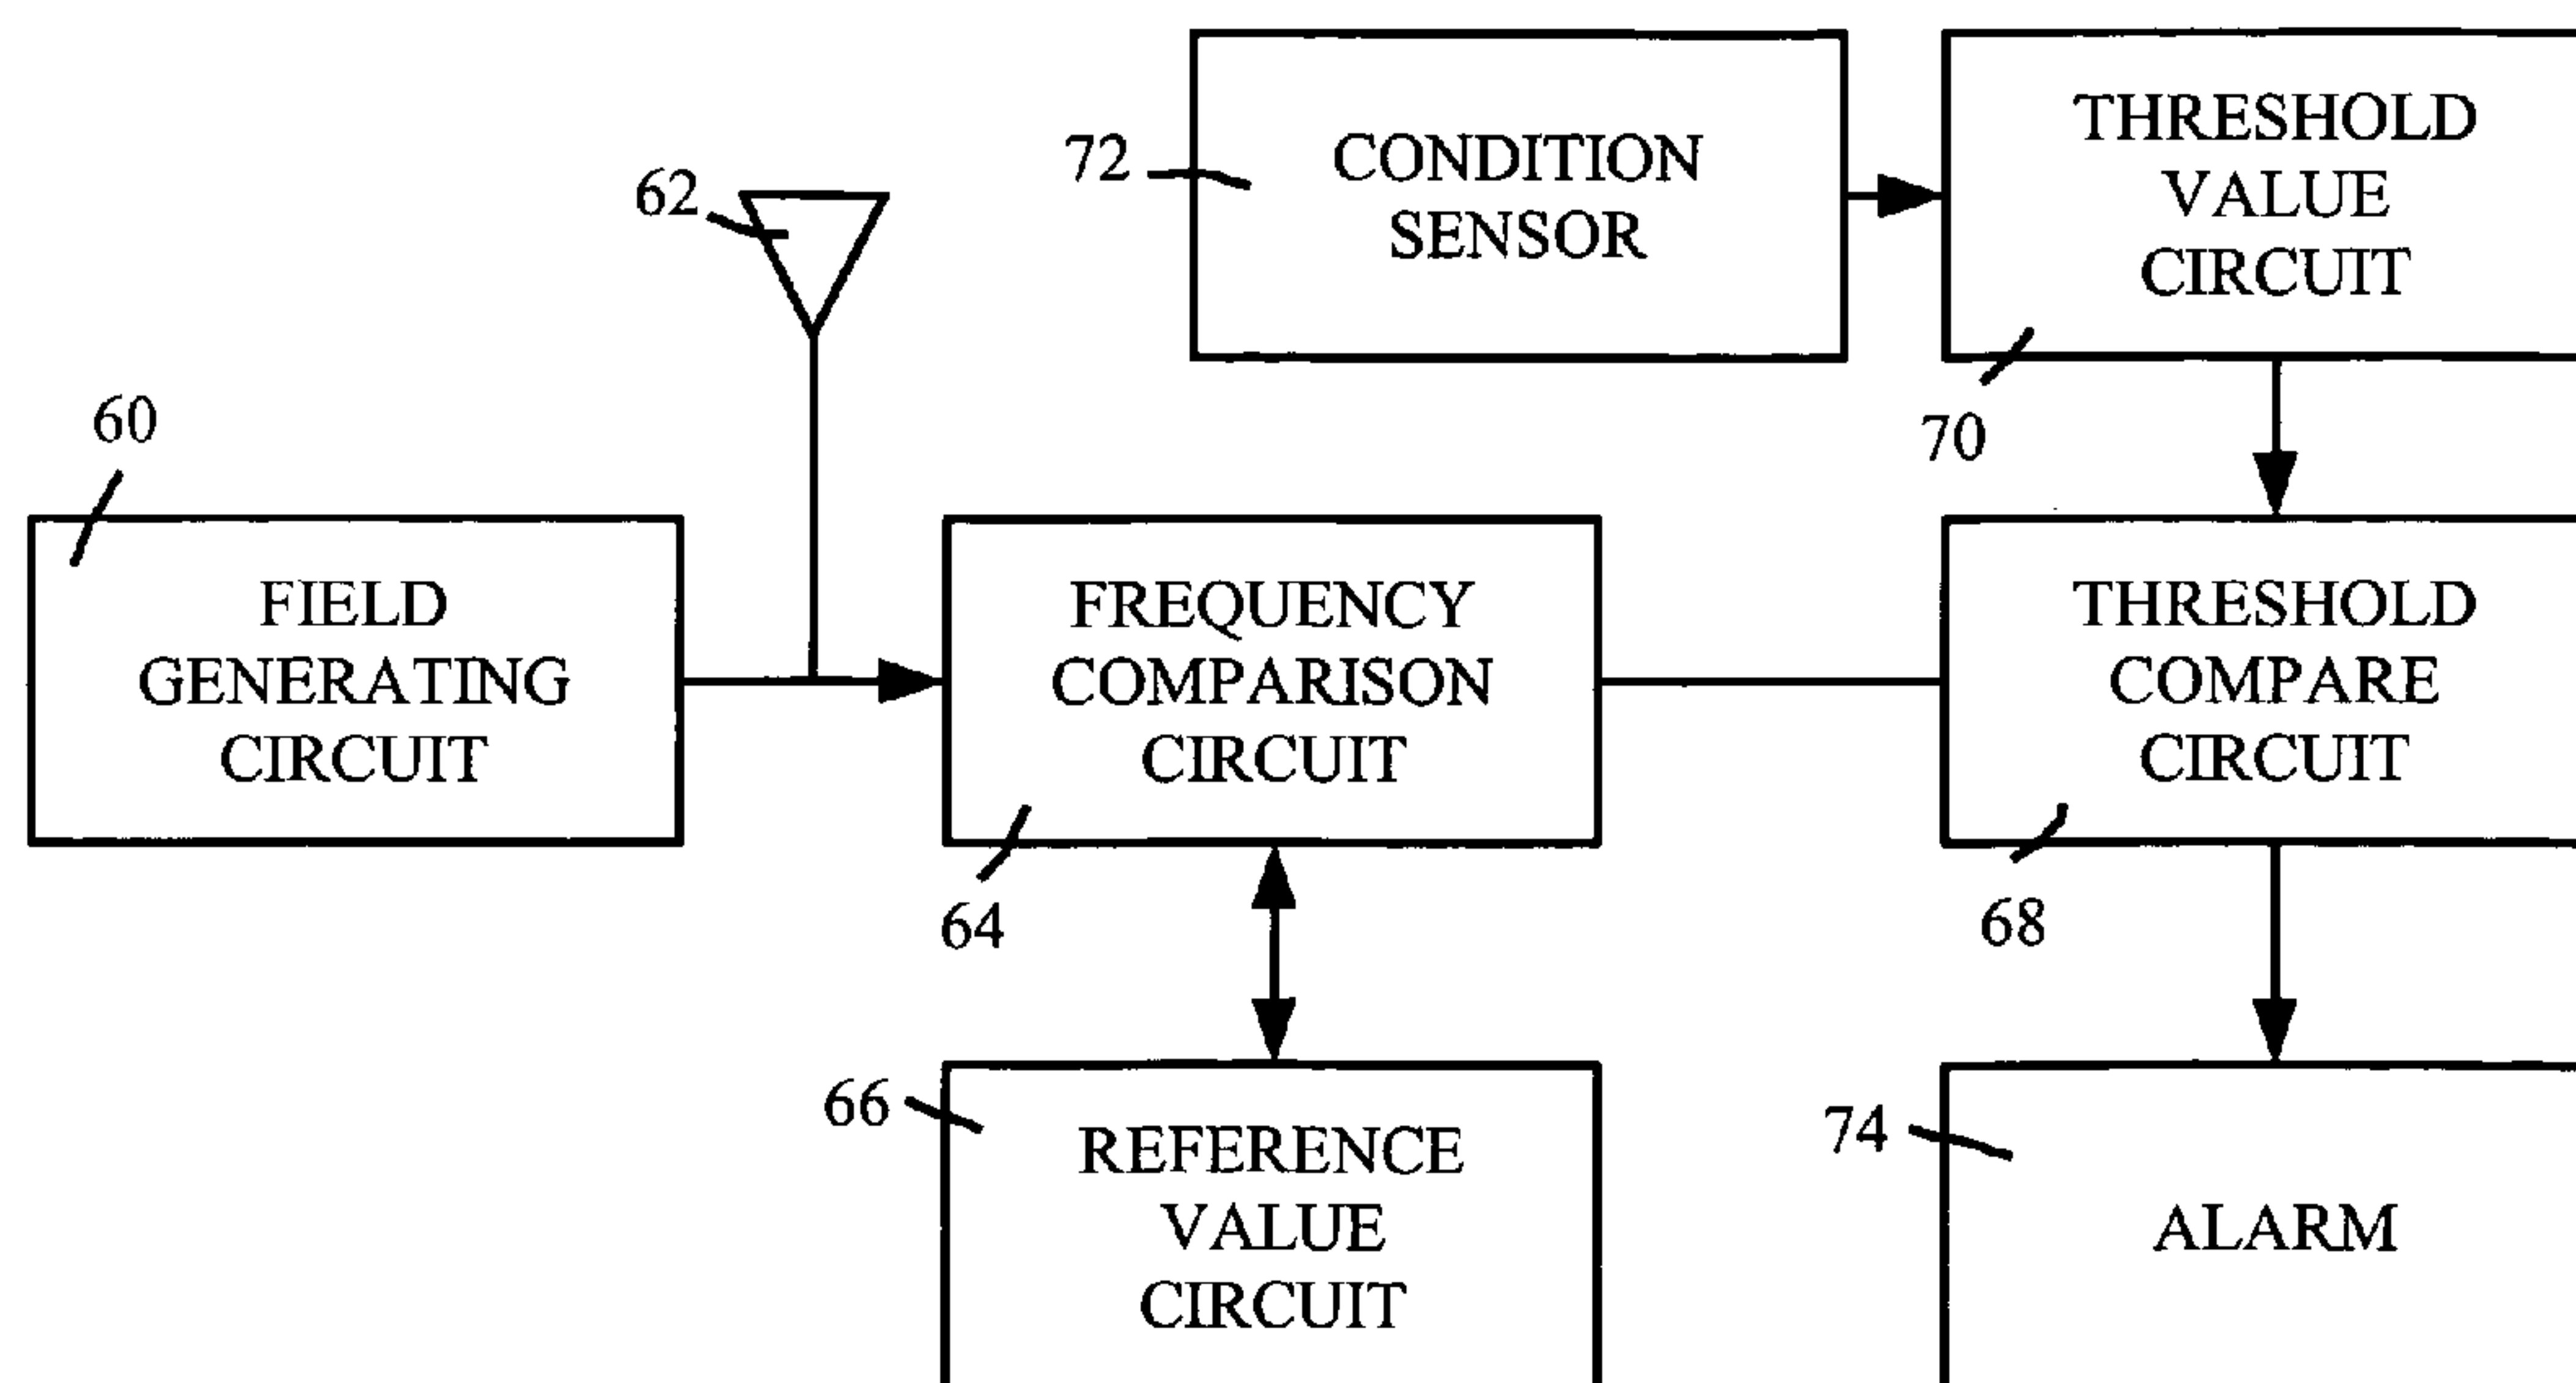 72
CONDITION
SENSOR
THRESHOLD
VALUE
CIRCUIT
70
62
60
FIELD
GENERATING
CIRCUIT
FREQUENCY
COMPARISON
CIRCUIT
64
THRESHOLD
COMPARE
CIRCUIT
68
66
REFERENCE
VALUE
CIRCUIT
74
ALARM